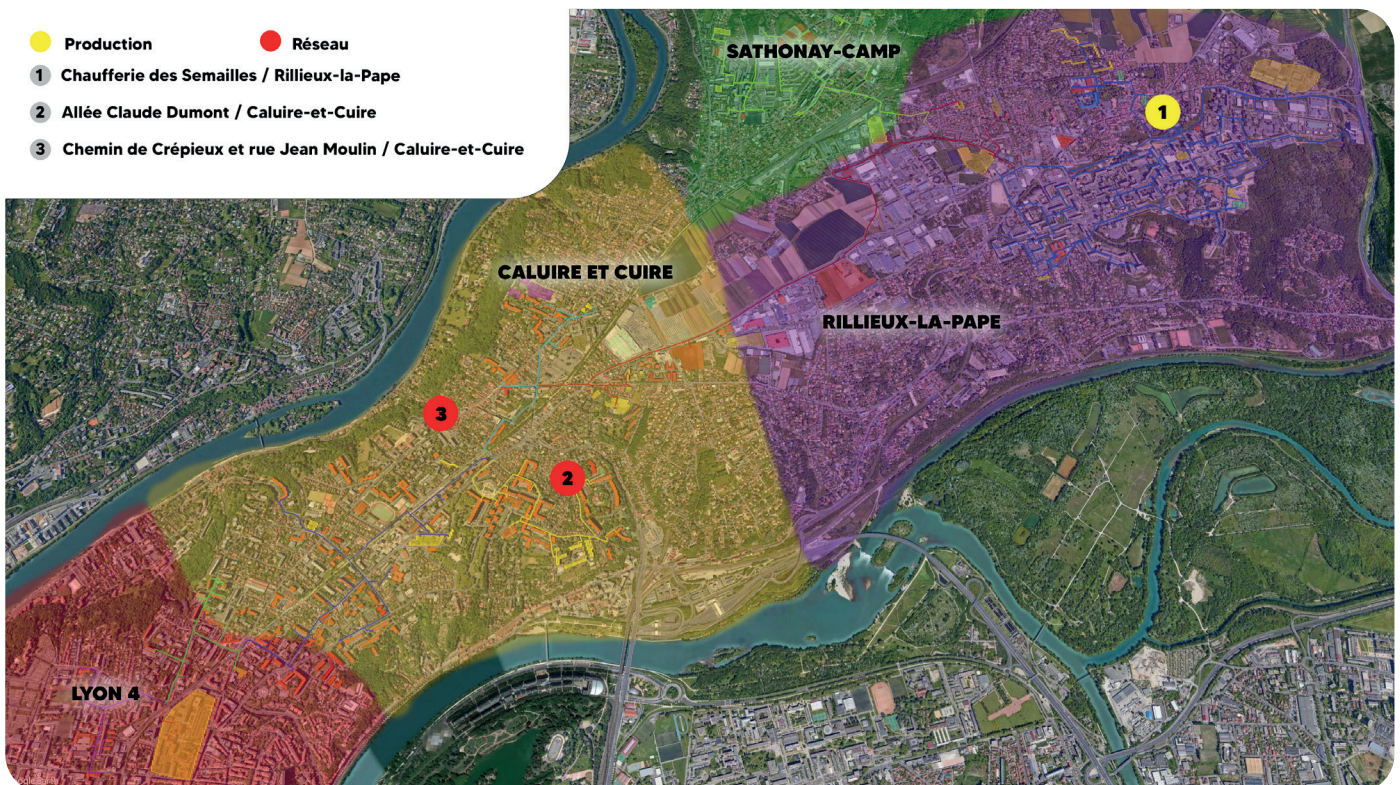 Production
Réseau
1 Chaufferie des Semailles / Rillieux-la-Pape
2 Allée Claude Dumont / Caluire-et-Cuire
3 Chemin de Crépieux et rue Jean Moulin / Caluire-et-Cuire
SATHONAY-CAMP
1
CALUIRE ET CUIRE
RILLIEUX-LA-PAPE
3
2
LYON 4